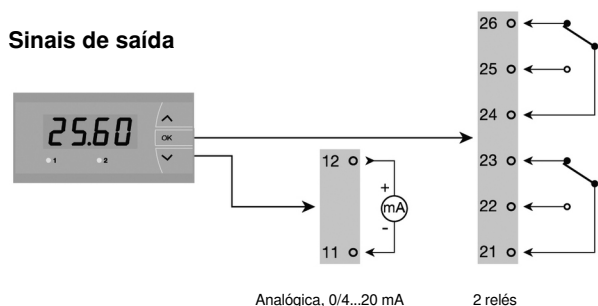 Sinais de saída
25.60
OK
1 2
12
+
mA
-
11
26
25
24
23
22
21
Analógica, 0/4...20 mA
2 relés